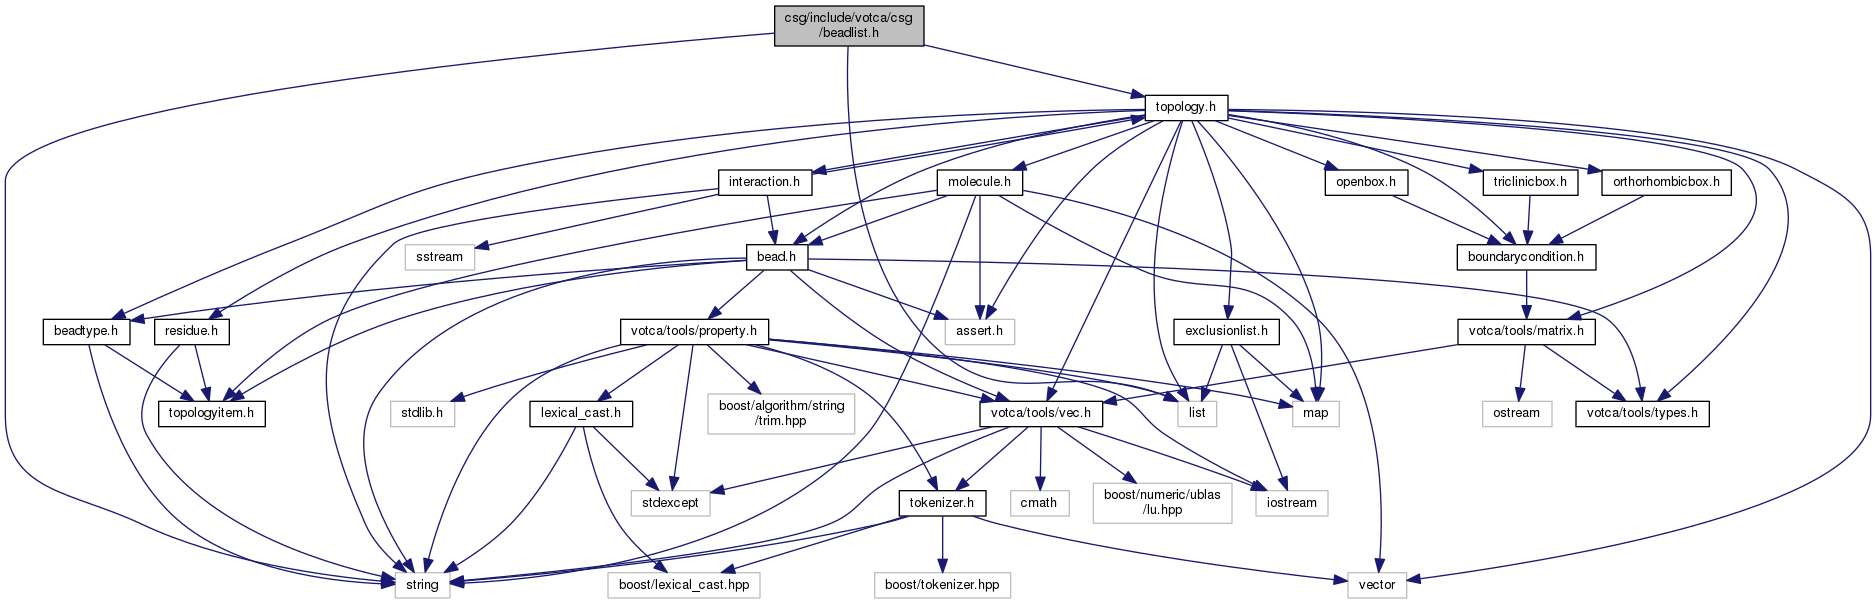 csg/include/votca/csg
/beadlist.h
topology.h
interaction.h
molecule.h
openbox.h
triclinicbox.h
orthorhombicbox.h
sstream
bead.h
boundarycondition.h
beadtype.h
residue.h
votca/tools/property.h
assert.h
exclusionlist.h
votca/tools/matrix.h
topologyitem.h
stdlib.h
lexical_cast.h
boost/algorithm/string
/trim.hpp
votca/tools/vec.h
list
map
ostream
votca/tools/types.h
stdexcept
tokenizer.h
cmath
boost/numeric/ublas
/lu.hpp
iostream
string
boost/lexical_cast.hpp
boost/tokenizer.hpp
vector